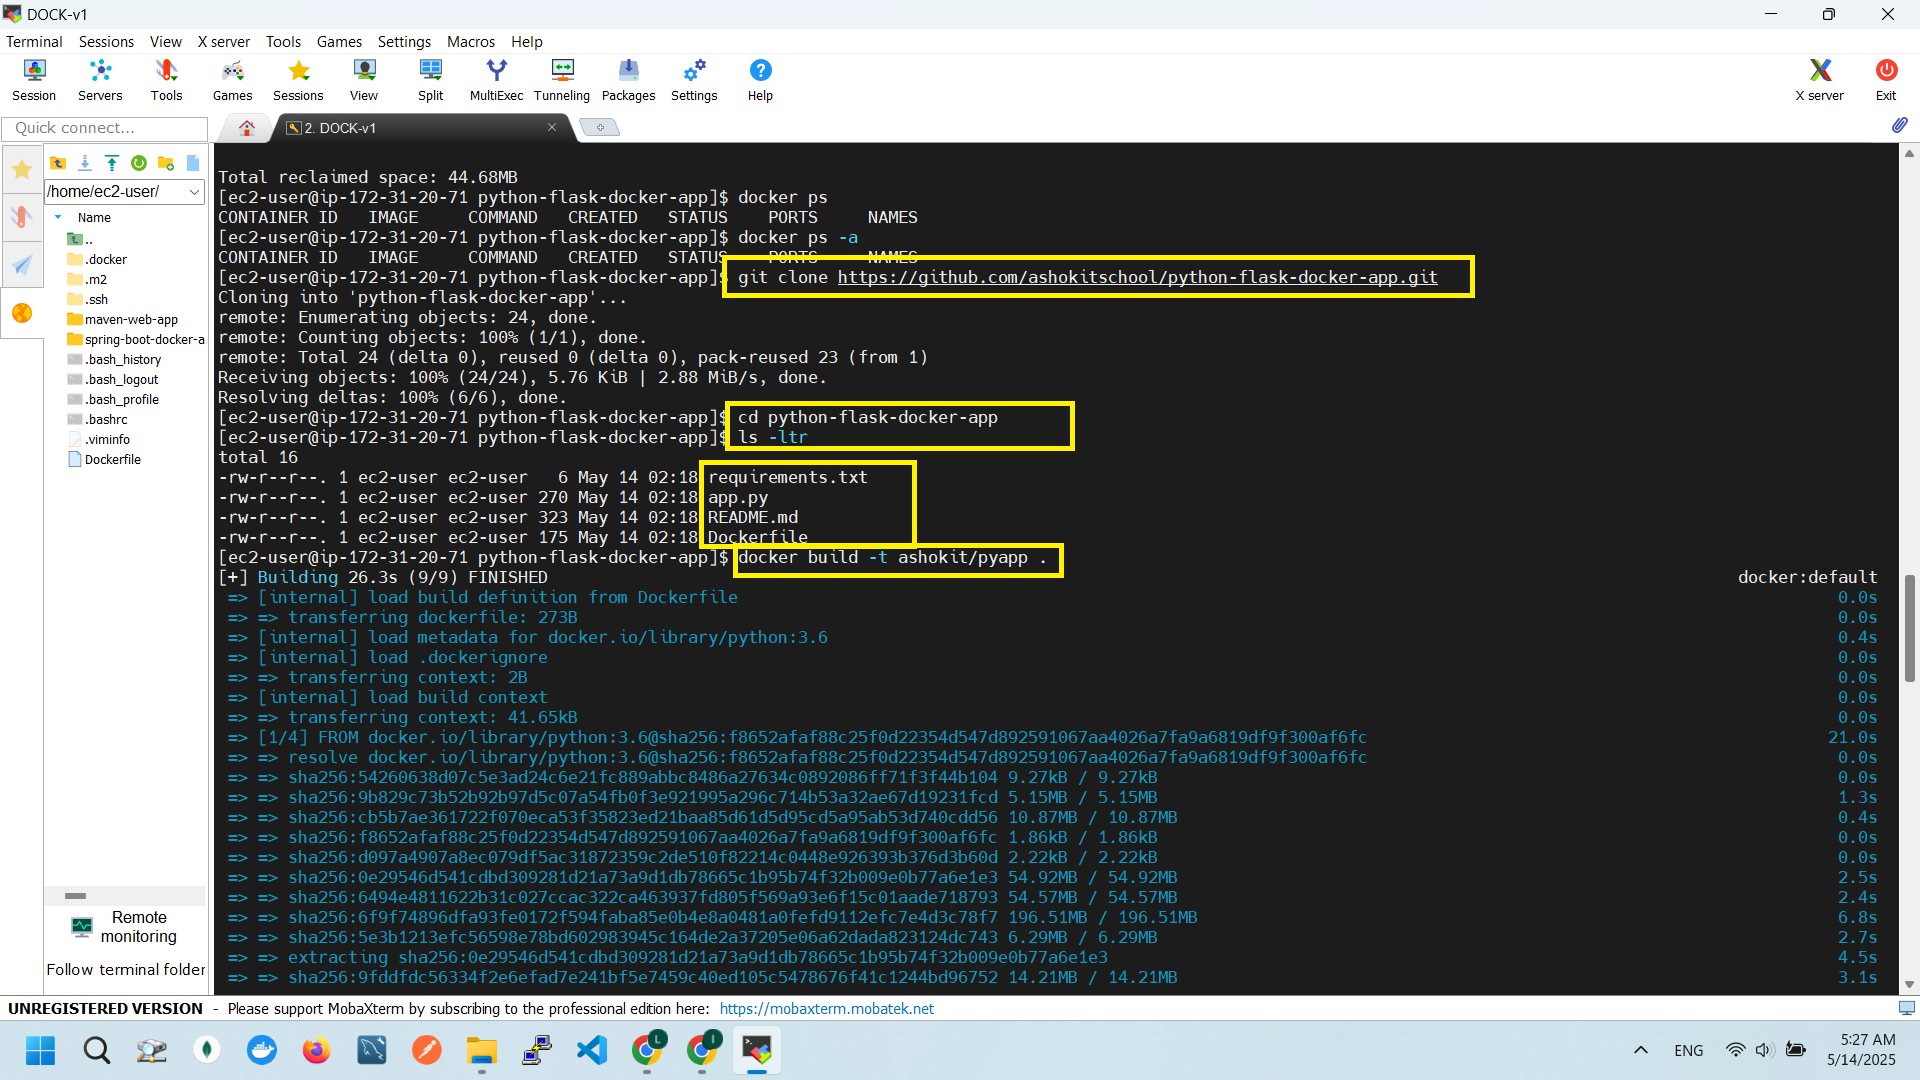 DOCK-v1
Terminal Sessions View X server Tools Games Settings Macros Help
Session Servers Tools Games Sessions View Split MultiExec Tunneling Packages Settings Help X server Exit
Quick connect...
2. DOCK-v1
/home/ec2-user/
Name
..
.docker
.m2
.ssh
maven-web-app
spring-boot-docker-a
.bash_history
.bash_logout
.bash_profile
.bashrc
.viminfo
Dockerfile
Remote
monitoring
Follow terminal folder
Total reclaimed space: 44.68MB
[ec2-user@ip-172-31-20-71 python-flask-docker-app]$ docker ps
CONTAINER ID IMAGE COMMAND CREATED STATUS PORTS NAMES
[ec2-user@ip-172-31-20-71 python-flask-docker-app]$ docker ps -a
CONTAINER ID IMAGE COMMAND CREATED STATUS PORTS NAMES
[ec2-user@ip-172-31-20-71 python-flask-docker-app]$ git clone https://github.com/ashokitschool/python-flask-docker-app.git
Cloning into 'python-flask-docker-app'...
remote: Enumerating objects: 24, done.
remote: Counting objects: 100% (1/1), done.
remote: Total 24 (delta 0), reused 0 (delta 0), pack-reused 23 (from 1)
Receiving objects: 100% (24/24), 5.76 KiB | 2.88 MiB/s, done.
Resolving deltas: 100% (6/6), done.
[ec2-user@ip-172-31-20-71 python-flask-docker-app]$ cd python-flask-docker-app
[ec2-user@ip-172-31-20-71 python-flask-docker-app]$ ls -ltr
total 16
-rw-r--r--. 1 ec2-user ec2-user 6 May 14 02:18 requirements.txt
-rw-r--r--. 1 ec2-user ec2-user 270 May 14 02:18 app.py
-rw-r--r--. 1 ec2-user ec2-user 323 May 14 02:18 README.md
-rw-r--r--. 1 ec2-user ec2-user 175 May 14 02:18 Dockerfile
[ec2-user@ip-172-31-20-71 python-flask-docker-app]$ docker build -t ashokit/pyapp .
[+] Building 26.3s (9/9) FINISHED docker:default
=> [internal] load build definition from Dockerfile 0.0s
=> => transferring dockerfile: 273B 0.0s
=> [internal] load metadata for docker.io/library/python:3.6 0.4s
=> [internal] load .dockerignore 0.0s
=> => transferring context: 2B 0.0s
=> [internal] load build context 0.0s
=> => transferring context: 41.65kB 0.0s
=> [1/4] FROM docker.io/library/python:3.6@sha256:f8652afaf88c25f0d22354d547d892591067aa4026a7fa9a6819df9f300af6fc 21.0s
=> => resolve docker.io/library/python:3.6@sha256:f8652afaf88c25f0d22354d547d892591067aa4026a7fa9a6819df9f300af6fc 0.0s
=> => sha256:54260638d07c5e3ad24c6e21fc889abbc8486a27634c0892086ff71f3f44b104 9.27kB / 9.27kB 0.0s
=> => sha256:9b829c73b52b92b97d5c07a54fb0f3e921995a296c714b53a32ae67d19231fcd 5.15MB / 5.15MB 1.3s
=> => sha256:cb5b7ae361722f070eca53f35823ed21baa85d61d5d95cd5a95ab53d740cdd56 10.87MB / 10.87MB 0.4s
=> => sha256:f8652afaf88c25f0d22354d547d892591067aa4026a7fa9a6819df9f300af6fc 1.86kB / 1.86kB 0.0s
=> => sha256:d097a4907a8ec079df5ac31872359c2de510f82214c0448e926393b376d3b60d 2.22kB / 2.22kB 0.0s
=> => sha256:0e29546d541cdbd309281d21a73a9d1db78665c1b95b74f32b009e0b77a6e1e3 54.92MB / 54.92MB 2.5s
=> => sha256:6494e4811622b31c027ccac322ca463937fd805f569a93e6f15c01aade718793 54.57MB / 54.57MB 2.4s
=> => sha256:6f9f74896dfa93fe0172f594faba85e0b4e8a0481a0fefd9112efc7e4d3c78f7 196.51MB / 196.51MB 6.8s
=> => sha256:5e3b1213efc56598e78bd602983945c164de2a37205e06a62dada823124dc743 6.29MB / 6.29MB 2.7s
=> => extracting sha256:0e29546d541cdbd309281d21a73a9d1db78665c1b95b74f32b009e0b77a6e1e3 4.5s
=> => sha256:9fddfdc56334f2e6efad7e241bf5e7459c40ed105c5478676f41c1244bd96752 14.21MB / 14.21MB 3.1s
UNREGISTERED VERSION - Please support MobaXterm by subscribing to the professional edition here: https://mobaxterm.mobatek.net
L
I
ENG
5:27 AM
5/14/2025